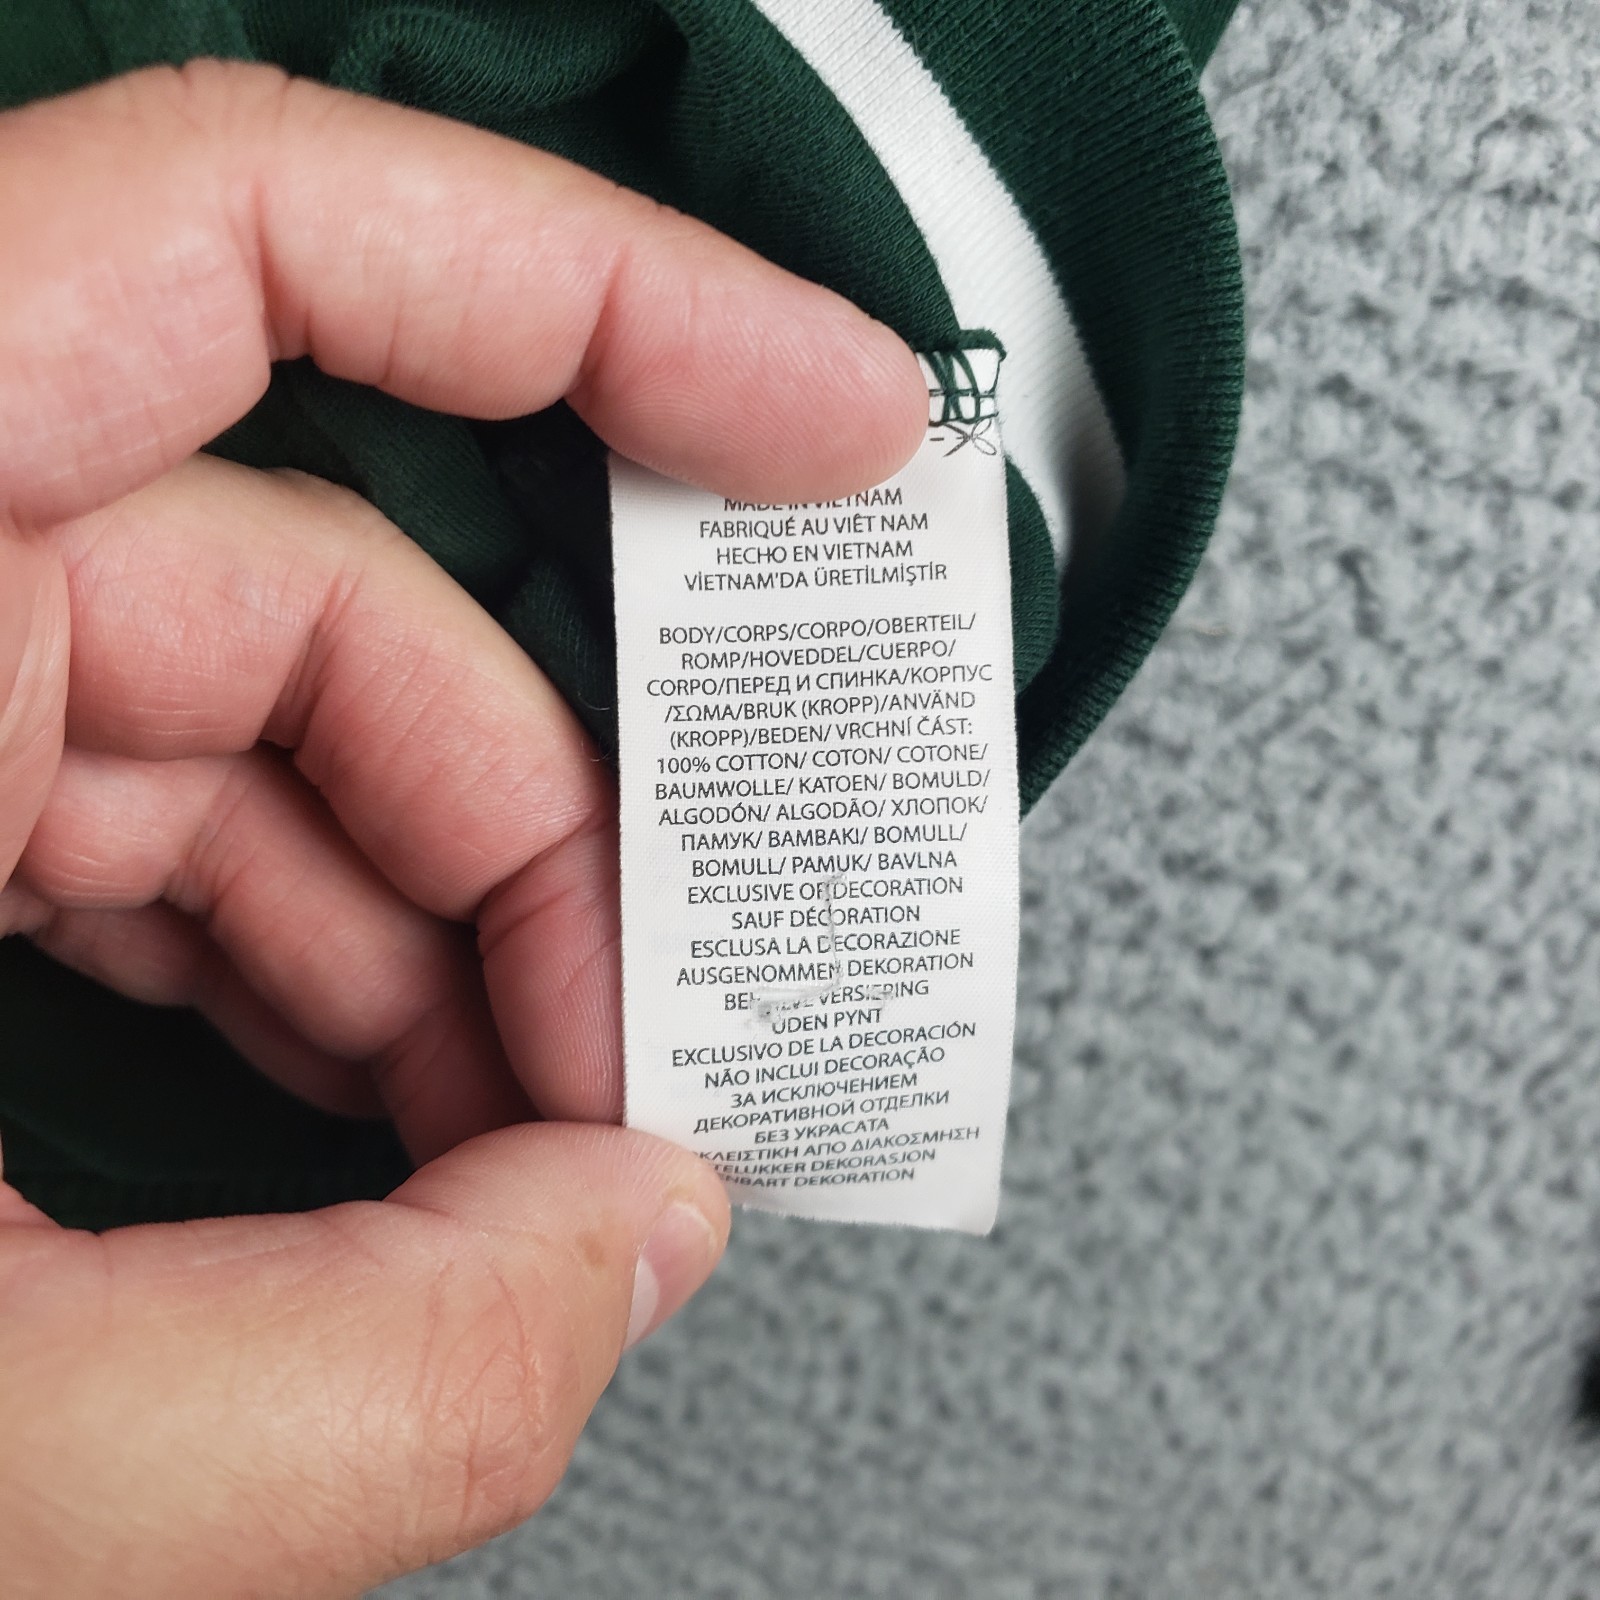 MADE IN VIETNAM
FABRIQUÉ AU VIÊT NAM
HECHO EN VIETNAM
VİETNAM'DA ÜRETİLMİŞTİR
BODY/CORPS/CORPO/OBERTEIL/
ROMP/HOVEDDEL/CUERPO/
CORPO/ПЕРЕД И СПИНКА/КОРПУС
/ΣΩΜΑ/BRUK (KROPP)/ANVÄND
(KROPP)/BEDEN/ VRCHNÍ ČÁST:
100% COTTON/ COTON/ COTONE/
BAUMWOLLE/ KATOEN/ BOMULD/
ALGODÓN/ ALGODÃO/ ХЛОПОК/
ПАМУК/ BAMBAKI/ BOMULL/
BOMULL/ PAMUK/ BAVLNA
EXCLUSIVE OF DECORATION
SAUF DÉCORATION
ESCLUSA LA DECORAZIONE
AUSGENOMMEN DEKORATION
VERSIERING
UDEN PYNT
EXCLUSIVO DE LA DECORACIÓN
NÃO INCLUI DECORAÇÃO
ЗА ИСКЛЮЧЕНИЕМ
ДЕКОРАТИВНОЙ ОТДЕЛКИ
БЕЗ УКРАСАТА
ΑΠΟ ΔΙΑΚΟΣΜΗΣΗ
DEKORASJON
DEKORATION